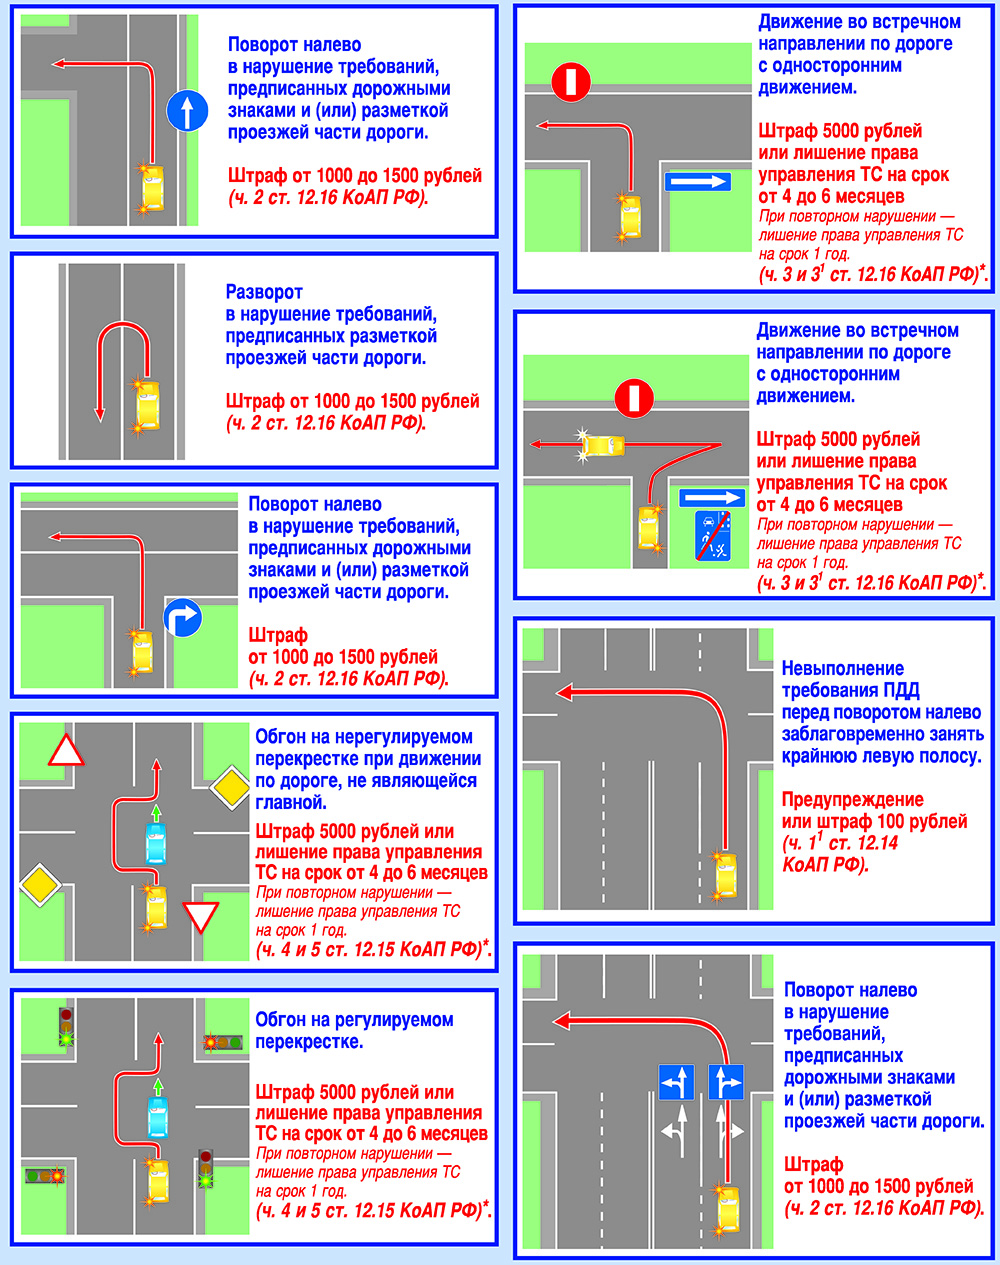 Поворот налево
в нарушение требований,
предписанных дорожными
знаками и (или) разметкой
проезжей части дороги.
Штраф от 1000 до 1500 рублей
(ч. 2 ст. 12.16 КоАП РФ).
Разворот
в нарушение требований,
предписанных разметкой
проезжей части дороги.
Штраф от 1000 до 1500 рублей
(ч. 2 ст. 12.16 КоАП РФ).
Поворот налево
в нарушение требований,
предписанных дорожными
знаками и (или) разметкой
проезжей части дороги.
Штраф
от 1000 до 1500 рублей
(ч. 2 ст. 12.16 КоАП РФ).
Обгон на нерегулируемом
перекрестке при движении
по дороге, не являющейся
главной.
Штраф 5000 рублей или
лишение права управления
ТС на срок от 4 до 6 месяцев
При повторном нарушении —
лишение права управления ТС
на срок 1 год.
(ч. 4 и 5 ст. 12.15 КоАП РФ)*.
Обгон на регулируемом
перекрестке.
Штраф 5000 рублей или
лишение права управления
ТС на срок от 4 до 6 месяцев
При повторном нарушении —
лишение права управления ТС
на срок 1 год.
(ч. 4 и 5 ст. 12.15 КоАП РФ)*.
Движение во встречном
направлении по дороге
с односторонним
движением.
Штраф 5000 рублей
или лишение права
управления ТС на срок
от 4 до 6 месяцев
При повторном нарушении —
лишение права управления ТС
на срок 1 год.
(ч. 3 и 3¹ ст. 12.16 КоАП РФ)*.
Движение во встречном
направлении по дороге
с односторонним
движением.
Штраф 5000 рублей
или лишение права
управления ТС на срок
от 4 до 6 месяцев
При повторном нарушении —
лишение права управления ТС
на срок 1 год.
(ч. 3 и 3¹ ст. 12.16 КоАП РФ)*.
Невыполнение
требования ПДД
перед поворотом налево
заблаговременно занять
крайнюю левую полосу.
Предупреждение
или штраф 100 рублей
(ч. 1¹ ст. 12.14
КоАП РФ).
Поворот налево
в нарушение
требований,
предписанных
дорожными знаками
и (или) разметкой
проезжей части дороги.
Штраф
от 1000 до 1500 рублей
(ч. 2 ст. 12.16 КоАП РФ).